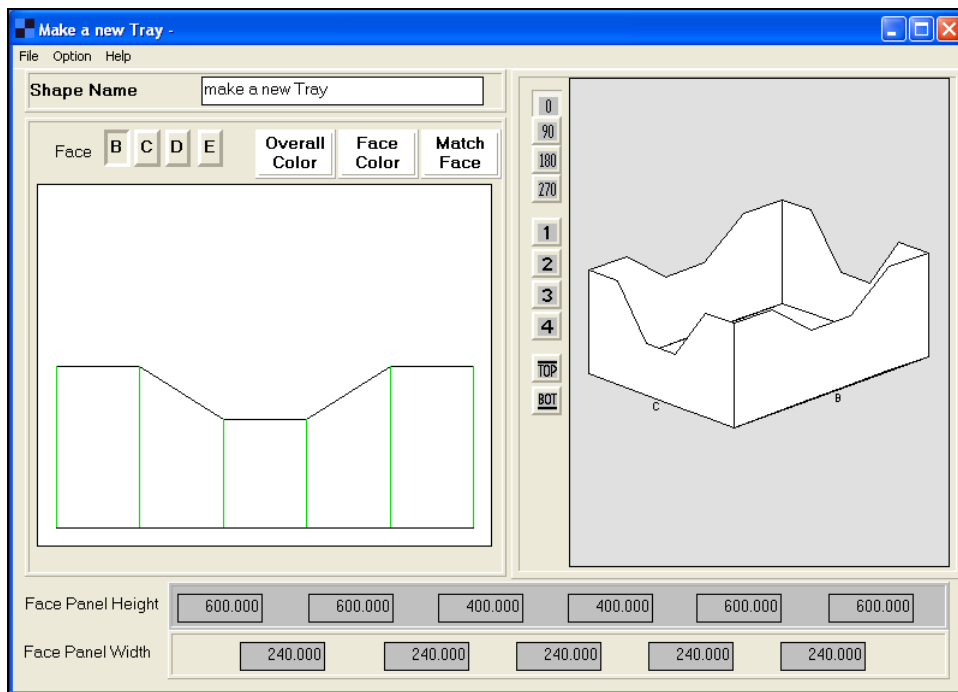 Make a new Tray -
File Option Help
Shape Name make a new Tray
Face B C D E Overall Color Face Color Match Face
0
90
180
270
1
2
3
4
TOP
BOT
C B
Face Panel Height 600.000 600.000 400.000 400.000 600.000 600.000
Face Panel Width 240.000 240.000 240.000 240.000 240.000